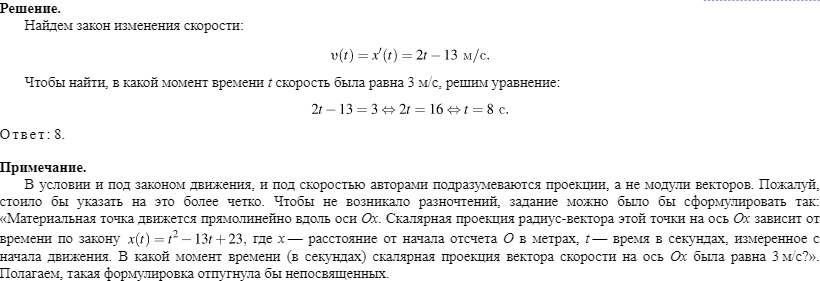 Решение.
Найдем закон изменения скорости:
v(t) = x′(t) = 2t − 13 м/с.
Чтобы найти, в какой момент времени t скорость была равна 3 м/с, решим уравнение:
2t − 13 = 3 ⇔ 2t = 16 ⇔ t = 8 с.
Ответ: 8.
Примечание.
В условии и под законом движения, и под скоростью авторами подразумеваются проекции, а не модули векторов. Пожалуй,
стоило бы указать на это более четко. Чтобы не возникало разночтений, задание можно было бы сформулировать так:
«Материальная точка движется прямолинейно вдоль оси Ox. Скалярная проекция радиус-вектора этой точки на ось Ox зависит от
времени по закону x(t) = t² − 13t + 23, где x — расстояние от начала отсчета O в метрах, t — время в секундах, измеренное с
начала движения. В какой момент времени (в секундах) скалярная проекция вектора скорости на ось Ox была равна 3 м/с?».
Полагаем, такая формулировка отпугнула бы непосвященных.